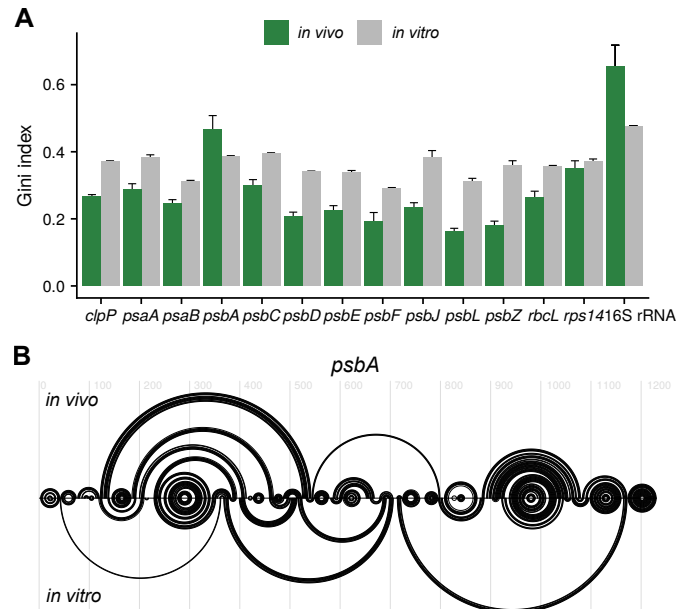 A
in vivo
in vitro
0.6
0.4
0.2
0.0
Gini index
clpP psaA psaB psbA psbC psbD psbE psbF psbJ psbL psbZ rbcL rps14 16S rRNA
B
psbA
0 100 200 300 400 500 600 700 800 900 1000 1100 1200
in vivo
in vitro